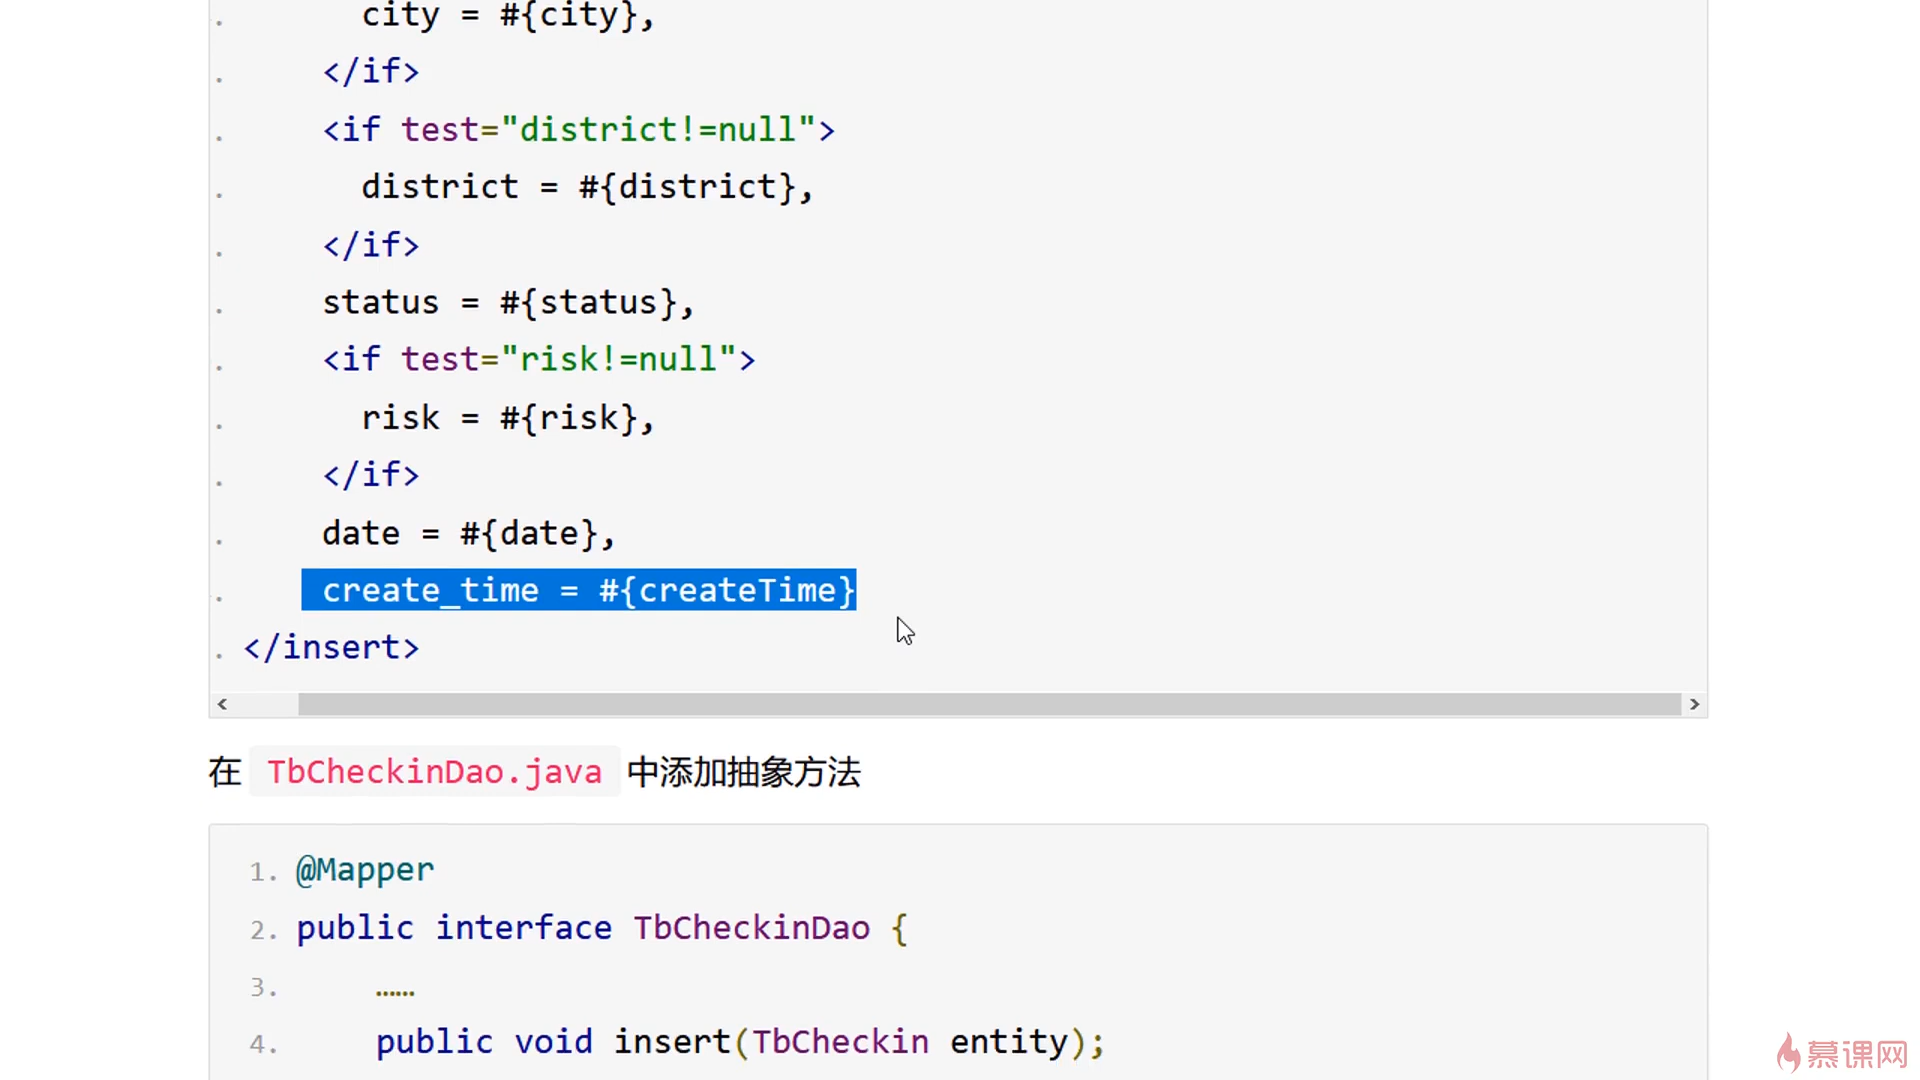 . city = #{city},
. </if>
. <if test="district!=null">
. district = #{district},
. </if>
. status = #{status},
. <if test="risk!=null">
. risk = #{risk},
. </if>
. date = #{date},
. create_time = #{createTime}
. </insert>
在 TbCheckinDao.java 中添加抽象方法
1. @Mapper
2. public interface TbCheckinDao {
3. ……
4. public void insert(TbCheckin entity);
慕课网